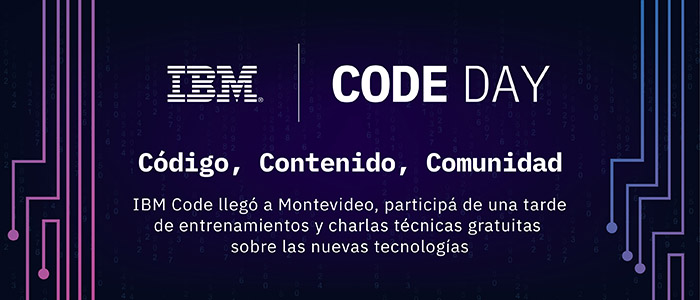 IBM® | CODE DAY
Código, Contenido, Comunidad
IBM Code llegó a Montevideo, participá de una tarde
de entrenamientos y charlas técnicas gratuitas
sobre las nuevas tecnologías